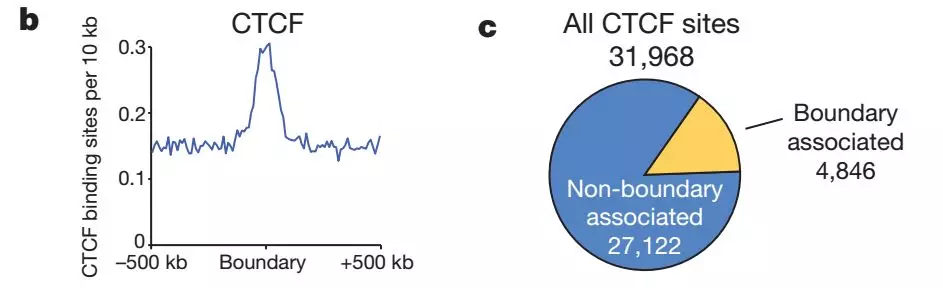 b
CTCF
CTCF binding sites per 10 kb
0.3
0.2
0.1
0
–500 kb Boundary +500 kb
c
All CTCF sites
31,968
Boundary
associated
4,846
Non-boundary
associated
27,122